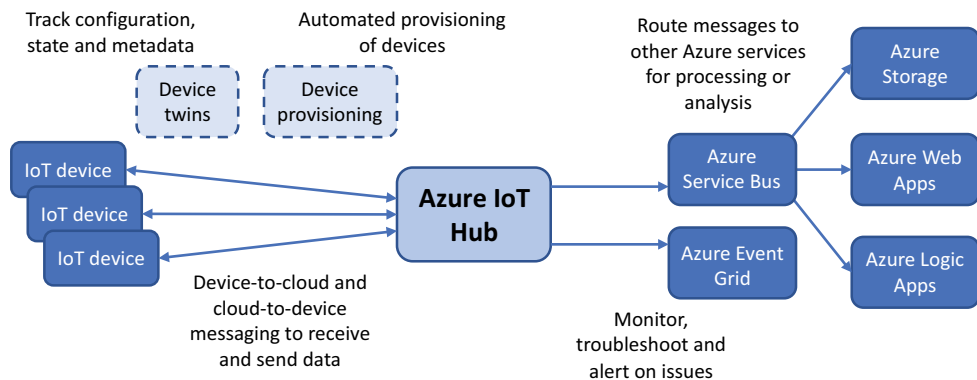 Track configuration,
state and metadata
Automated provisioning
of devices
Route messages to
other Azure services
for processing or
analysis
Device
twins
Device
provisioning
Azure
Storage
IoT device
IoT device
IoT device
Azure IoT
Hub
Azure
Service Bus
Azure Web
Apps
Azure Event
Grid
Azure Logic
Apps
Device-to-cloud and
cloud-to-device
messaging to receive
and send data
Monitor,
troubleshoot and
alert on issues